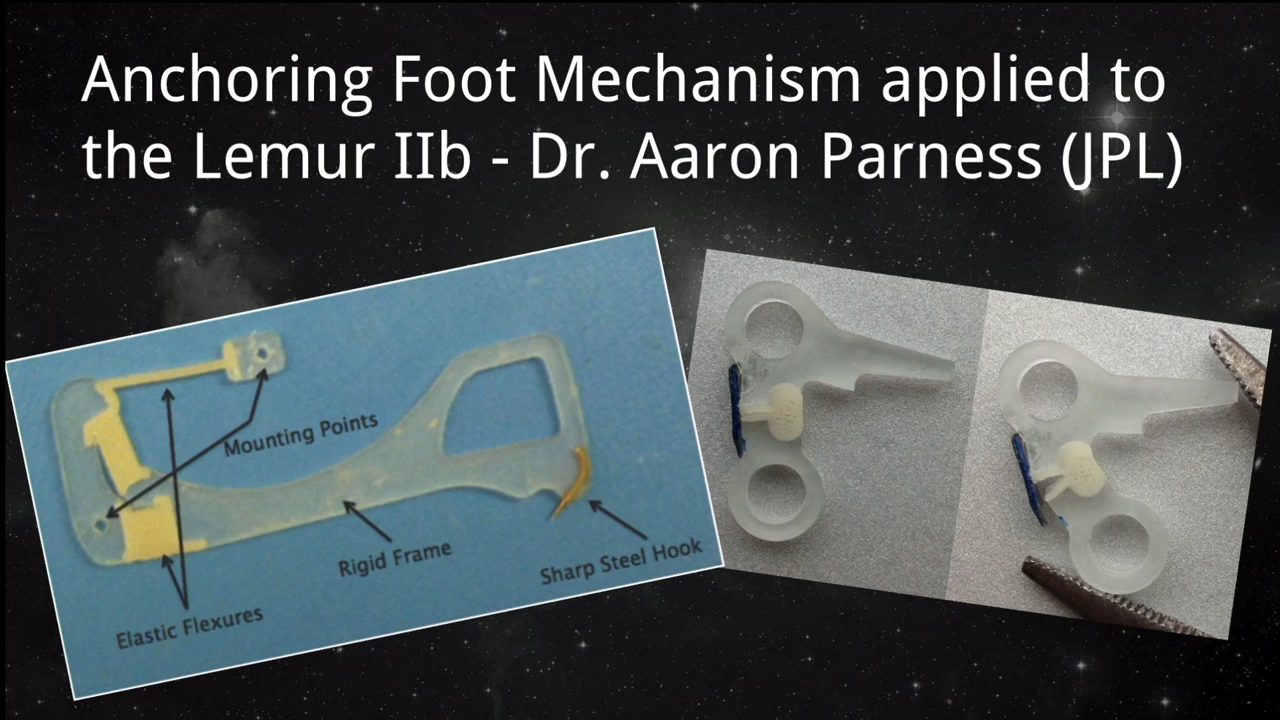 Anchoring Foot Mechanism applied to
the Lemur IIb - Dr. Aaron Parness (JPL)
Mounting Points
Rigid Frame
Sharp Steel Hook
Elastic Flexures